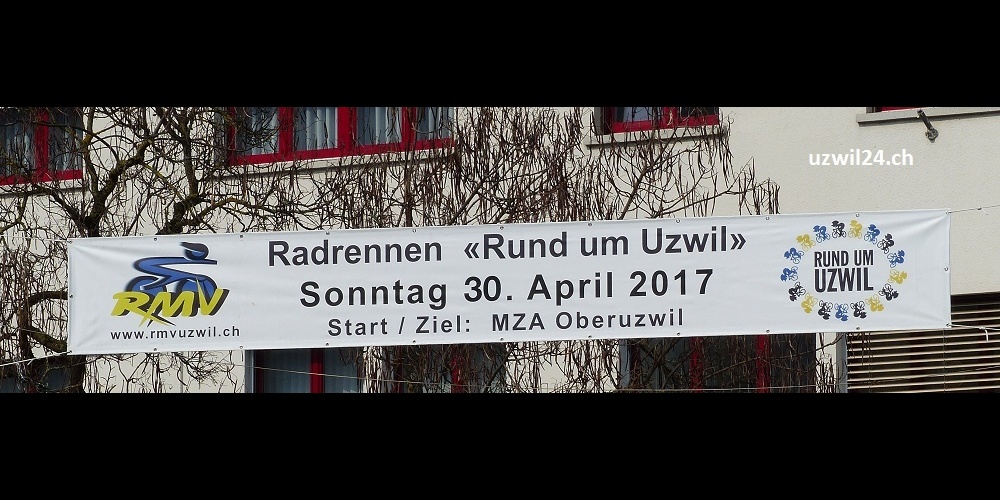 uzwil24.ch
Radrennen «Rund um Uzwil»
Sonntag 30. April 2017
Start / Ziel: MZA Oberuzwil
RMV
www.rmvuzwil.ch
RUND UM
UZWIL